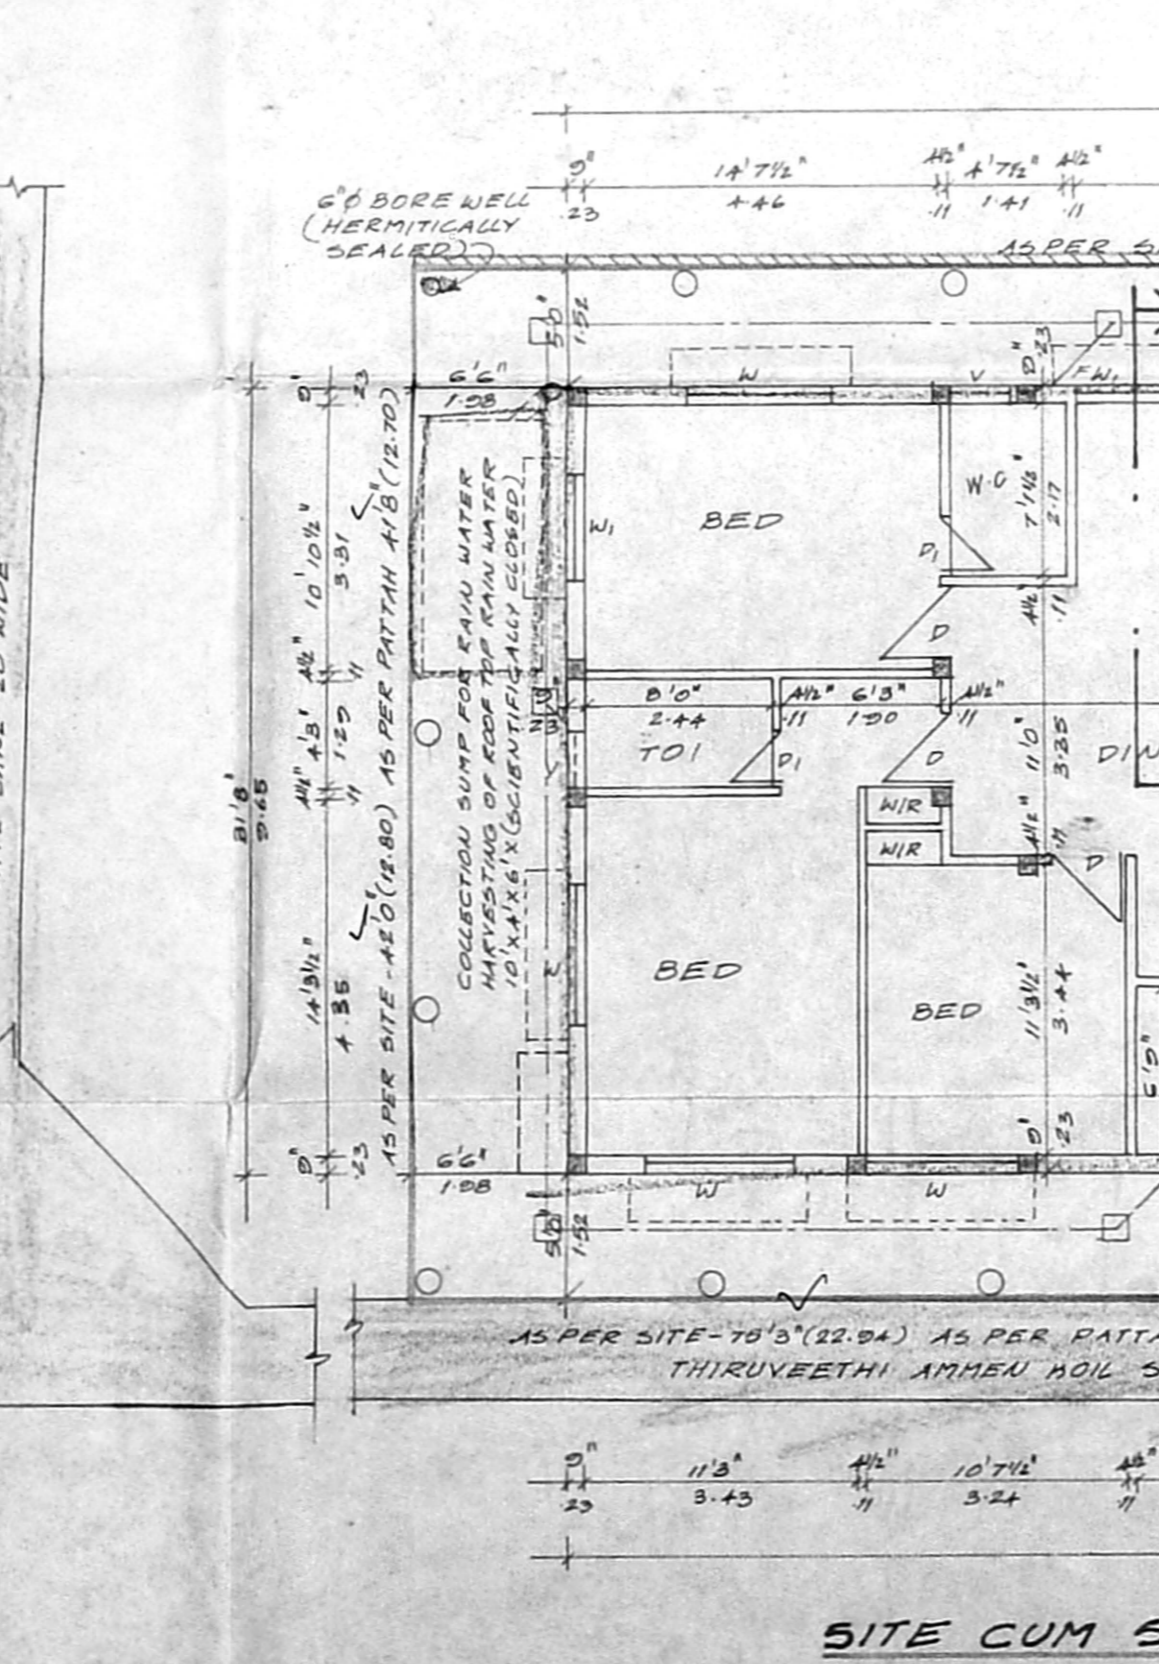 9" 14'7½" 4½" 4'7½" 4½"
.23 4.46 .11 1.41 .11
6"Ø BORE WELL
(HERMITICALLY
SEALED)
AS PER S
5'0"
1.52
6'6"
1.98
W
V
9"
.23
F W1
9"
.23
10'10½"
3.31
4½"
.11
4'3"
1.29
4½"
.11
14'3½"
4.35
9"
.23
31'8"
9.65
AS PER SITE-42'0"(12.80) AS PER PATTAH 41'8"(12.70)
COLLECTION SUMP FOR RAIN WATER
HARVESTING OF ROOF TOP RAIN WATER
10'X4'X6'X(SCIENTIFICALLY CLOSED)
W1
BED
W.C
7'1½"
2.17
D1
4½"
.11
D
8'0" 4½" 6'3" 4½"
2.44 .11 1.90 .11
TOI
D1
D
11'0"
3.35
DIN
W/R
W/R
4½"
.11
D
BED
BED
11'3½"
3.44
6'9"
9"
.23
6'6"
1.98
W
W
5'0"
1.52
AS PER SITE-75'3"(22.94) AS PER PATTA
THIRUVEETHI AMMEN KOIL S
9" 11'3" 4½" 10'7½" 4½"
.23 3.43 .11 3.24 .11
SITE CUM S